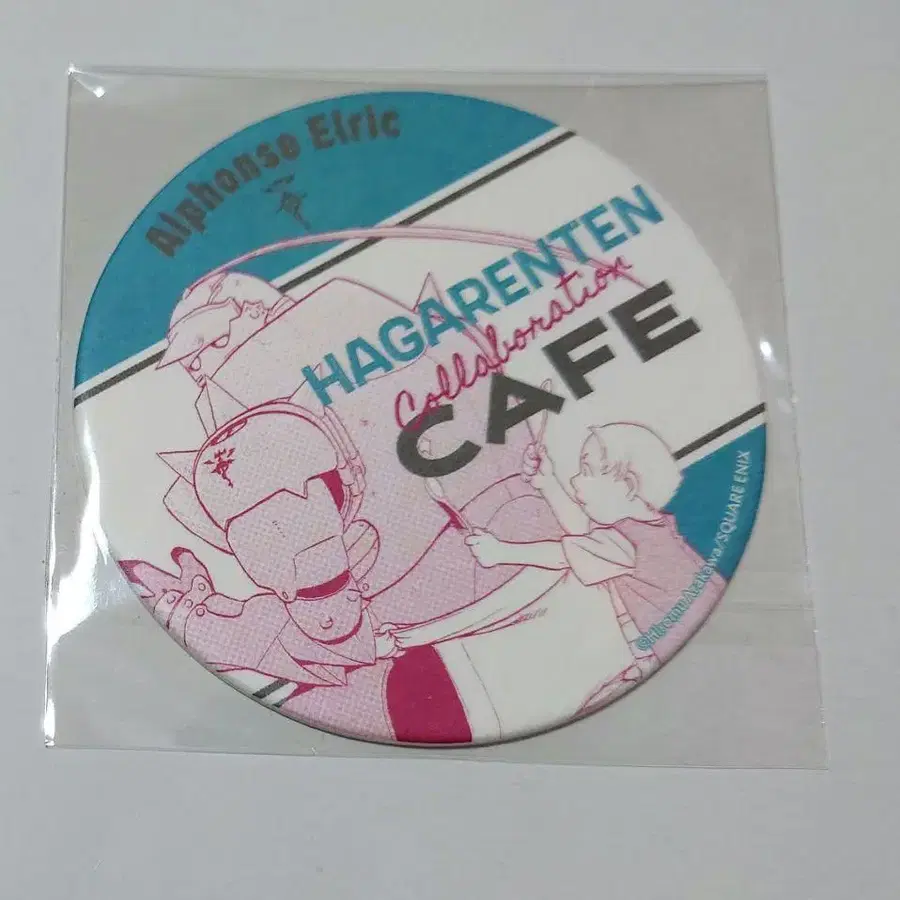 Alphonse Elric
HAGARENTEN
Collaboration
CAFE
©Hiromu Arakawa/SQUARE ENIX